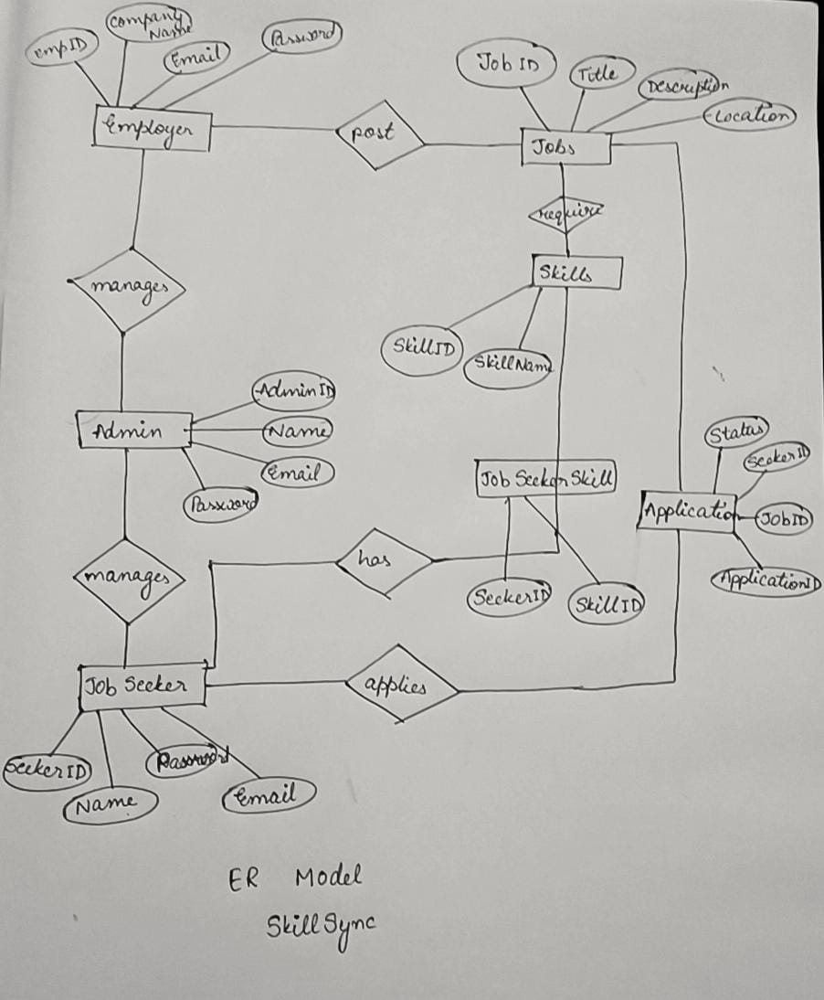 empID
Company
Name
Email
Password
Employer
post
Job ID
Title
Description
Location
Jobs
require
Skills
SkillID
SkillName
manages
Admin
AdminID
Name
Email
Password
Job Seeker Skill
SeekerID
SkillID
Status
SeekerID
Application
JobID
ApplicationID
manages
has
Job Seeker
applies
SeekerID
Name
Password
Email
ER Model
SkillSync